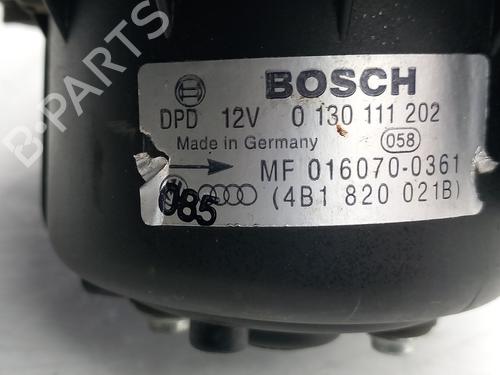 B-PARTS
BOSCH
DPD 12V 0 130 111 202
Made in Germany 058
MF 016070-0361
085 (4B1 820 021B)